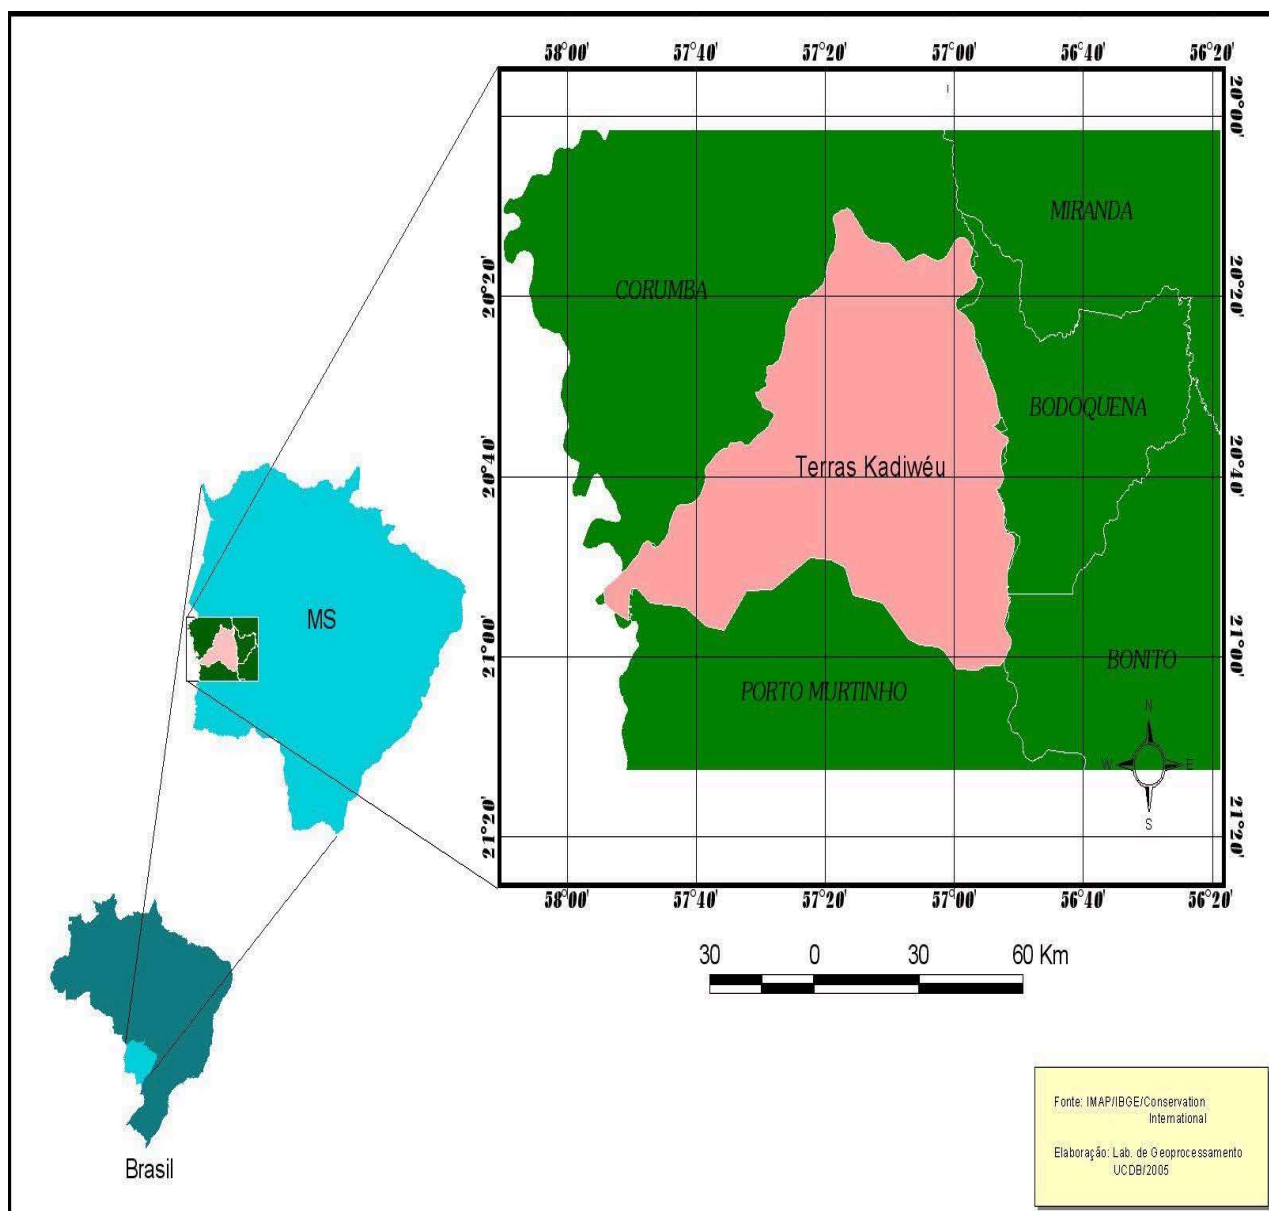 58°00' 57°40' 57°20' 57°00' 56°40' 56°20'
20°00'
MIRANDA
CORUMBA
20°20' 20°20'
BODOQUENA
Terras Kadiwéu
20°40' 20°40'
MS
BONITO
21°00' 21°00'
PORTO MURTINHO
N
W E
S
21°20' 21°20'
58°00' 57°40' 57°20' 57°00' 56°40' 56°20'
30 0 30 60 Km
Brasil
Fonte: IMAP/IBGE/Conservation
International
Elaboração: Lab. de Geoprocessamento
UCDB/2005